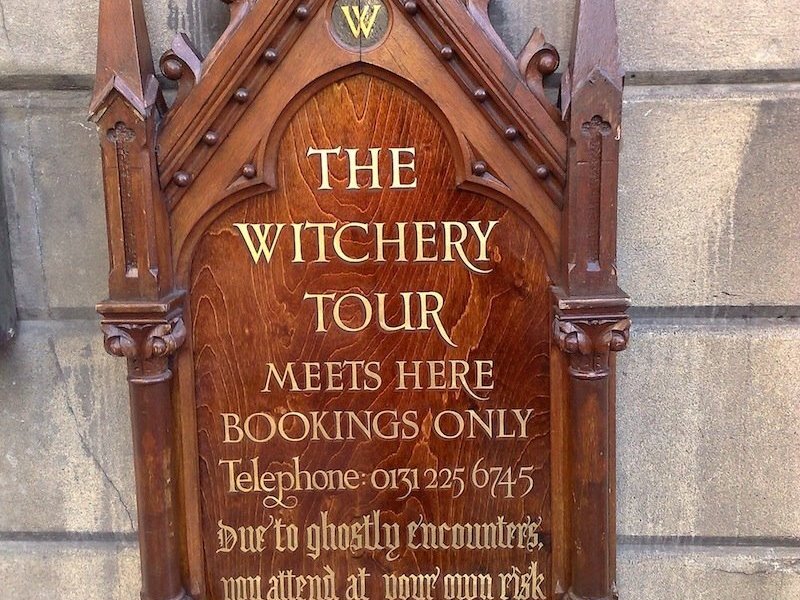 W
THE
WITCHERY
TOUR
MEETS HERE
BOOKINGS ONLY
Telephone: 0131 225 6745
Due to ghostly encounters,
you attend at your own risk